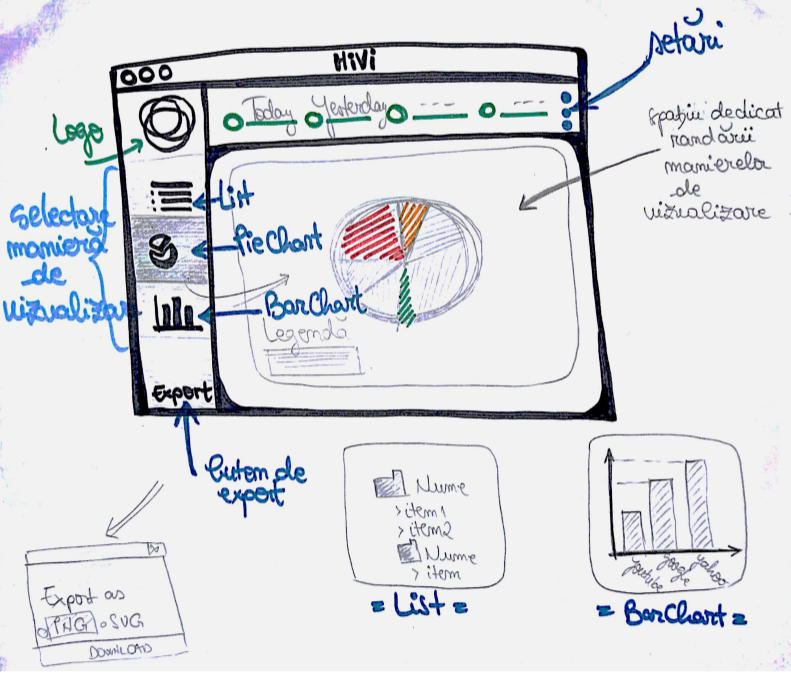 HiVi
setări
Logo
Today
Yesterday
----
----
spațiu dedicat
randării
manierelor
de
vizualizare
List
selectare
manieră
de
vizualizare
PieChart
BarChart
Legendă
Export
buton de
export
Nume
>item1
>item2
Nume
>item
= List =
youtube
google
yahoo
= BarChart =
Export as
PNG
SVG
DOWNLOAD